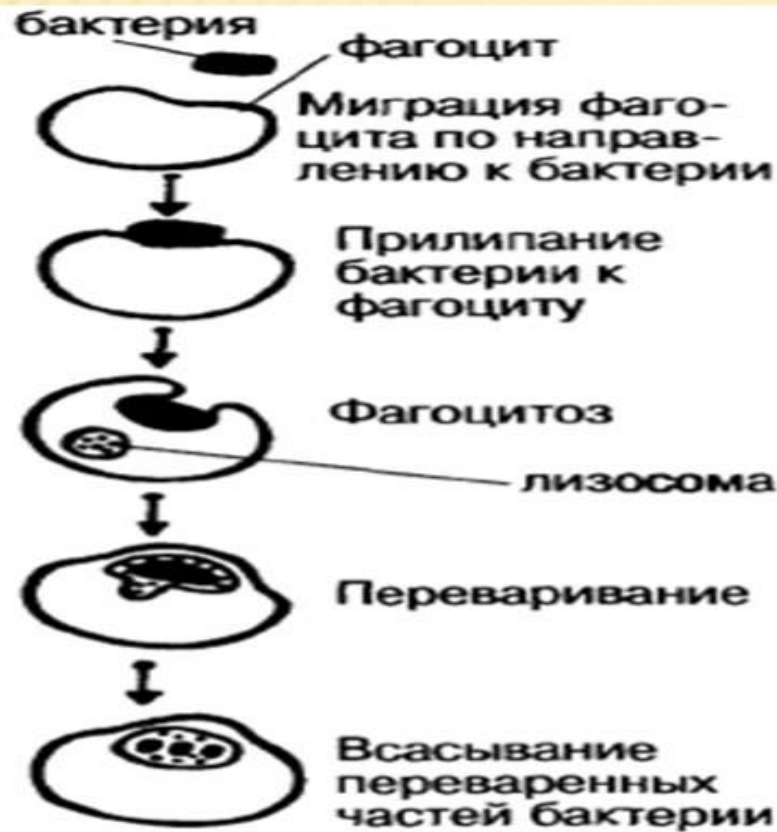 бактерия
фагоцит
Миграция фаго-
цита по направ-
лению к бактерии
Прилипание
бактерии к
фагоциту
Фагоцитоз
лизосома
Переваривание
Всасывание
переваренных
частей бактерии